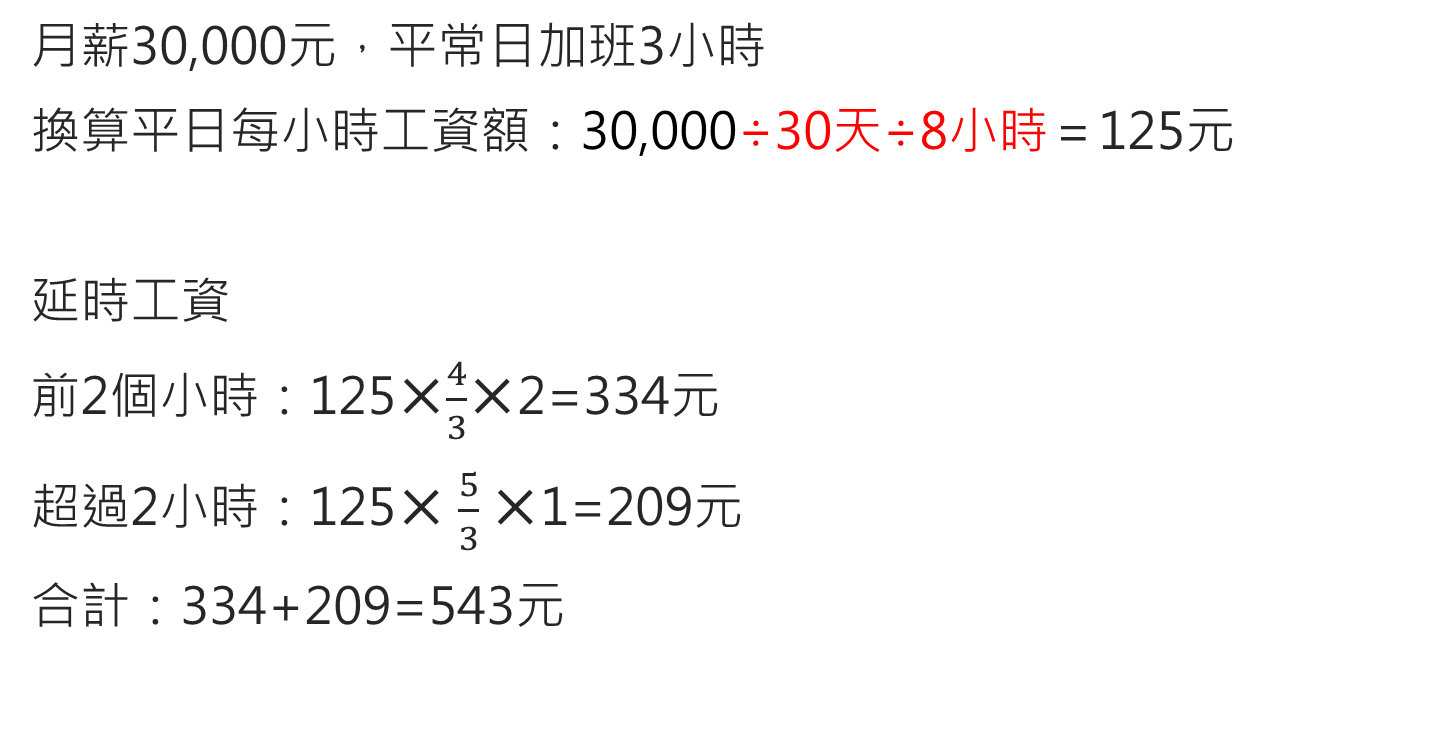 月薪30,000元，平常日加班3小時
換算平日每小時工資額：30,000÷30天÷8小時＝125元
延時工資
前2個小時：125×4/3×2=334元
超過2小時：125× 5/3 ×1=209元
合計：334+209=543元